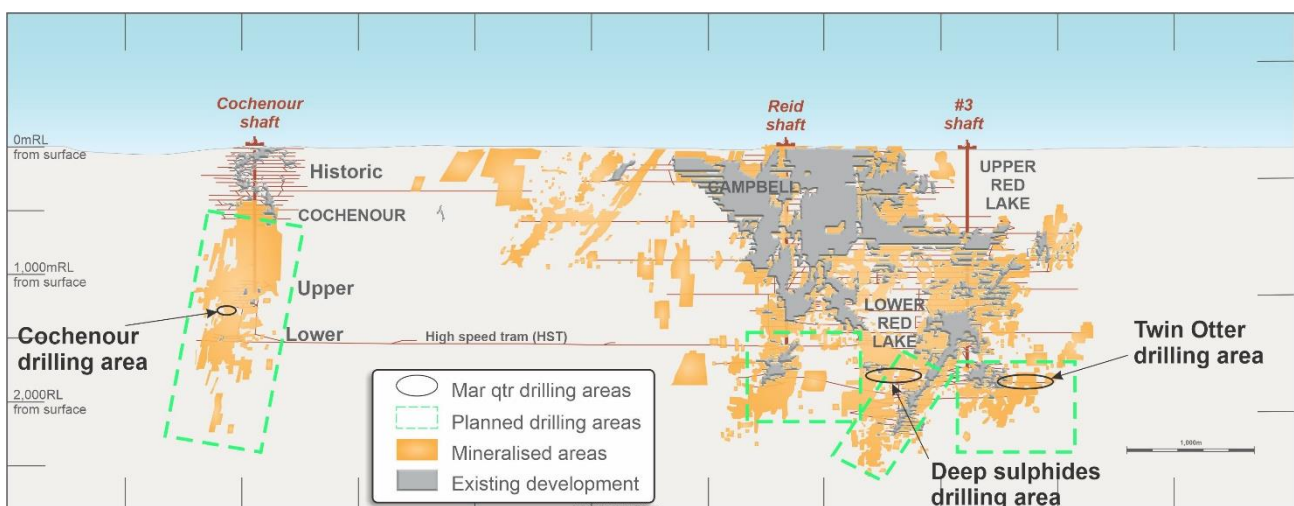 Cochenour
shaft
Reid
shaft
#3
shaft
0mRL
from surface
Historic
CAMPBELL
UPPER
RED
LAKE
COCHENOUR
1,000mRL
from surface
Upper
Cochenour
drilling area
Lower
High speed tram (HST)
LOWER
RED
LAKE
Twin Otter
drilling area
2,000RL
from surface
Mar qtr drilling areas
Planned drilling areas
Mineralised areas
Existing development
1,000m
Deep sulphides
drilling area